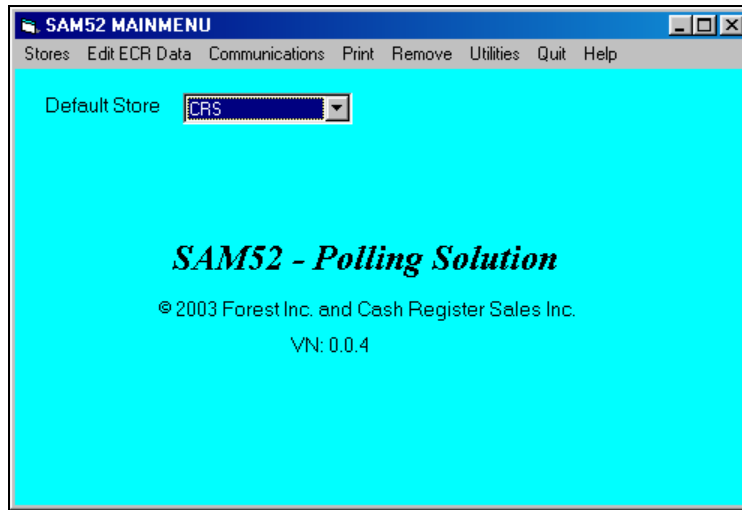 SAM52 MAINMENU
Stores Edit ECR Data Communications Print Remove Utilities Quit Help
Default Store CRS
SAM52 - Polling Solution
© 2003 Forest Inc. and Cash Register Sales Inc.
VN: 0.0.4